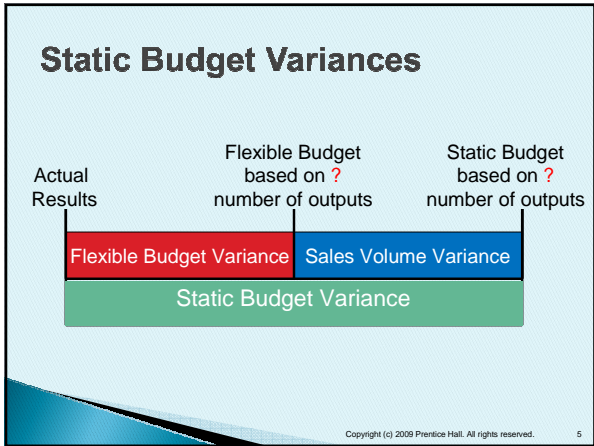 Static Budget Variances
Actual
Results
Flexible Budget
based on ?
number of outputs
Static Budget
based on ?
number of outputs
Flexible Budget Variance
Sales Volume Variance
Static Budget Variance
Copyright (c) 2009 Prentice Hall. All rights reserved.
5